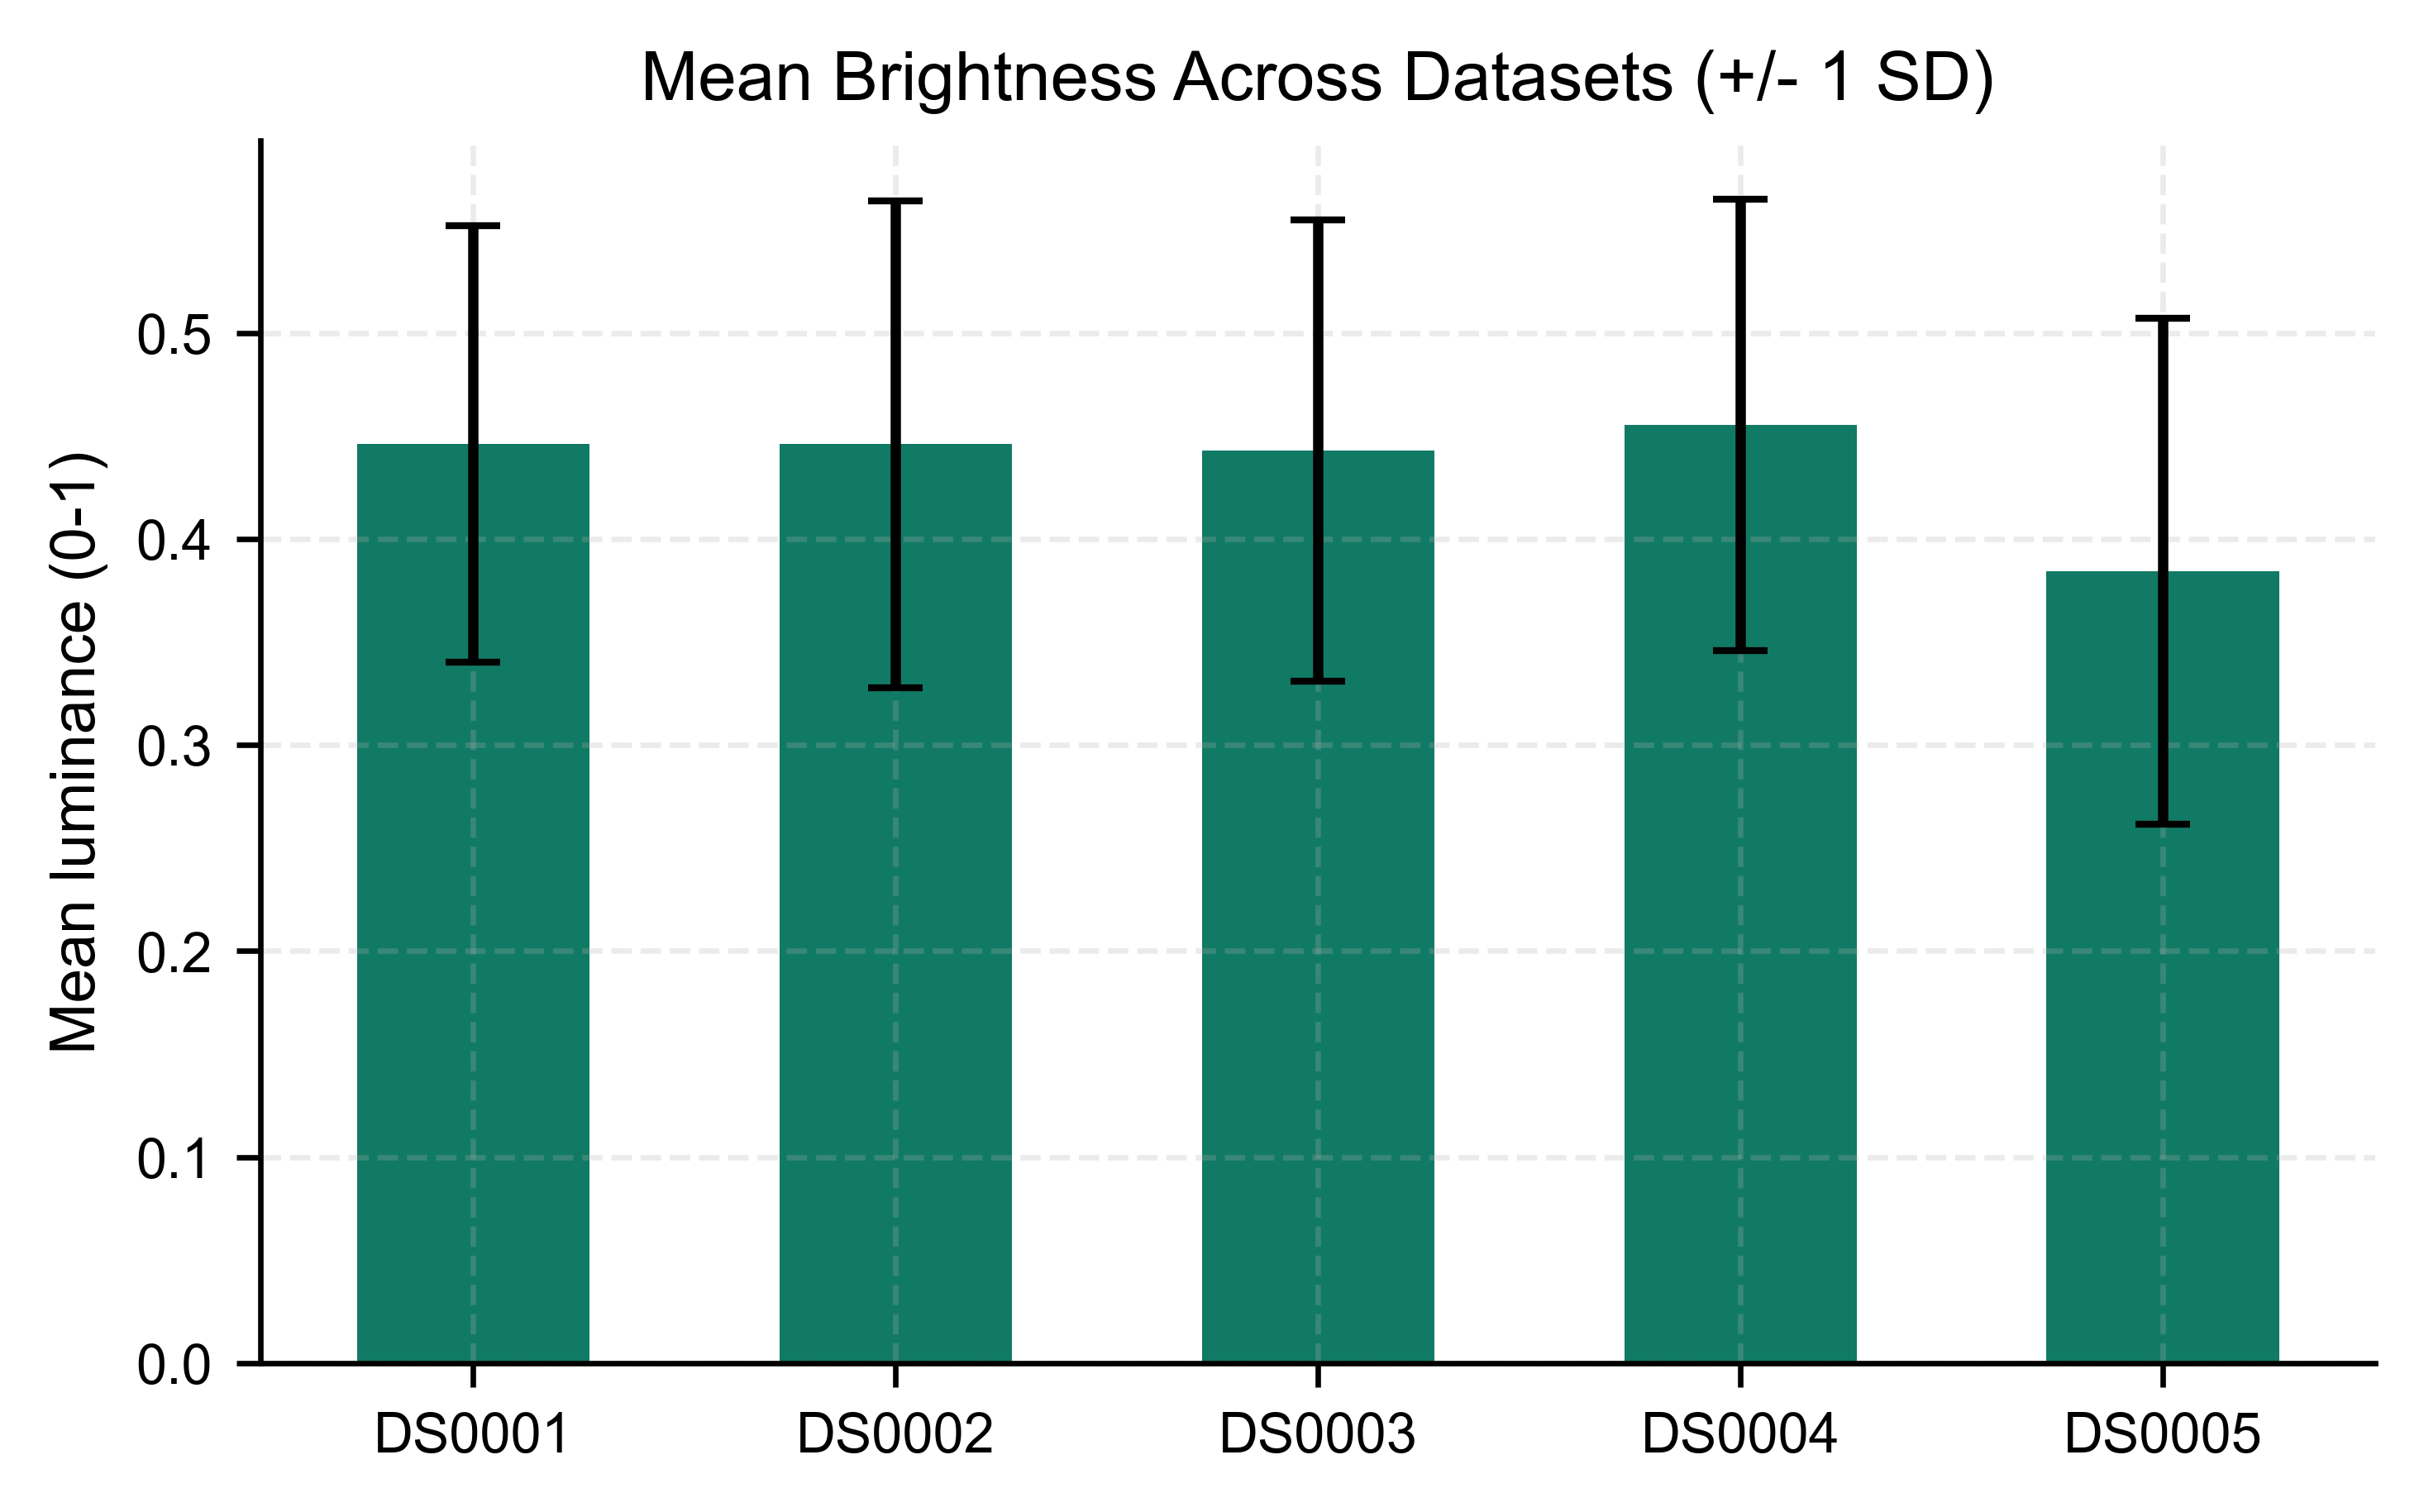 Mean Brightness Across Datasets (+/- 1 SD)
Mean luminance (0-1)
0.5
0.4
0.3
0.2
0.1
0.0
DS0001 DS0002 DS0003 DS0004 DS0005